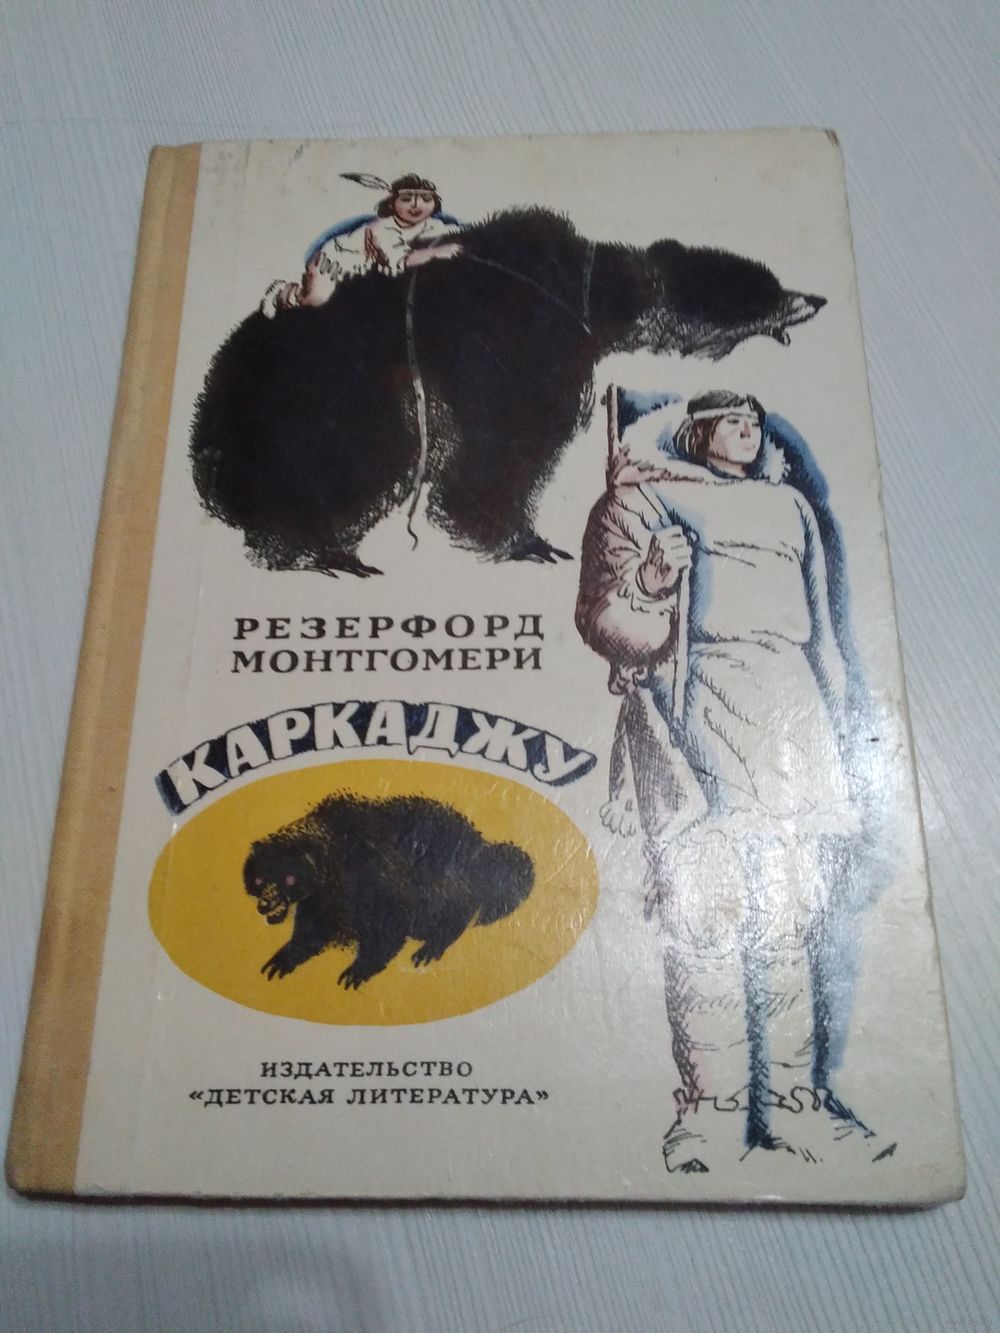 РЕЗЕРФОРД
МОНТГОМЕРИ
КАРКАДЖУ
ИЗДАТЕЛЬСТВО
«ДЕТСКАЯ ЛИТЕРАТУРА»